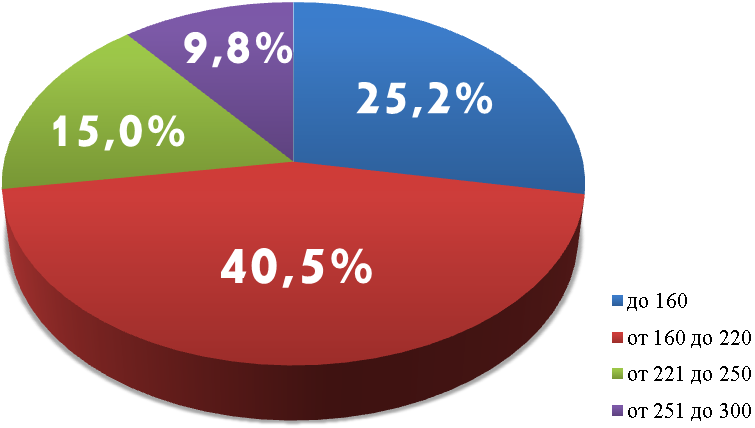 9,8%
25,2%
15,0%
40,5%
до 160
от 160 до 220
от 221 до 250
от 251 до 300